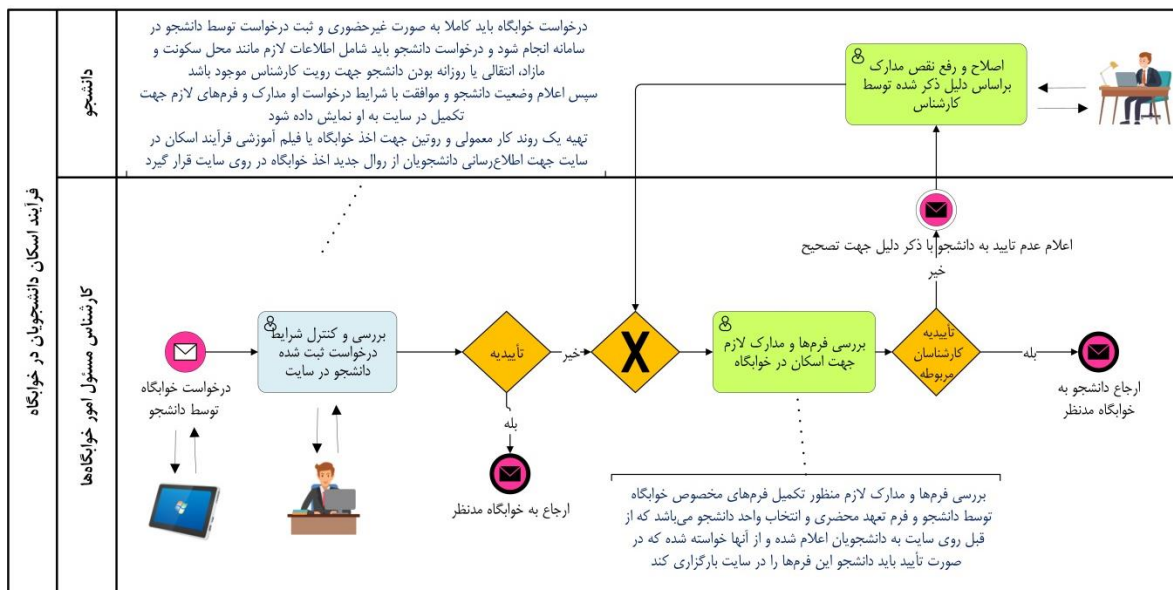 فرآیند اسکان دانشجویان در خوابگاه
دانشجو
درخواست خوابگاه باید کاملا به صورت غیرحضوری و ثبت درخواست توسط دانشجو در
سامانه انجام شود و درخواست دانشجو باید شامل اطلاعات لازم مانند محل سکونت و
مازاد، انتقالی یا روزانه بودن دانشجو جهت رویت کارشناس موجود باشد
سپس اعلام وضعیت دانشجو و موافقت با شرایط درخواست او مدارک و فرم‌های لازم جهت
تکمیل در سایت به او نمایش داده شود
تهیه یک روند کار معمولی و روتین جهت اخذ خوابگاه یا فیلم آموزشی فرآیند اسکان در
سایت جهت اطلاع‌رسانی دانشجویان از روال جدید اخذ خوابگاه در روی سایت قرار گیرد
اصلاح و رفع نقص مدارک
براساس دلیل ذکر شده توسط
کارشناس
کارشناس مسئول امور خوابگاه‌ها
درخواست خوابگاه
توسط دانشجو
بررسی و کنترل شرایط
درخواست ثبت شده
دانشجو در سایت
تأییدیه
خیر
بله
ارجاع به خوابگاه مدنظر
X
بررسی فرم‌ها و مدارک لازم
جهت اسکان در خوابگاه
تأییدیه
کارشناسان
مربوطه
خیر
اعلام عدم تایید به دانشجو با ذکر دلیل جهت تصحیح
بله
ارجاع دانشجو به
خوابگاه مدنظر
بررسی فرم‌ها و مدارک لازم منظور تکمیل فرم‌های مخصوص خوابگاه
توسط دانشجو و فرم تعهد محضری و انتخاب واحد دانشجو می‌باشد که از
قبل روی سایت به دانشجویان اعلام شده و از آنها خواسته شده که در
صورت تأیید باید دانشجو این فرم‌ها را در سایت بارگزاری کند